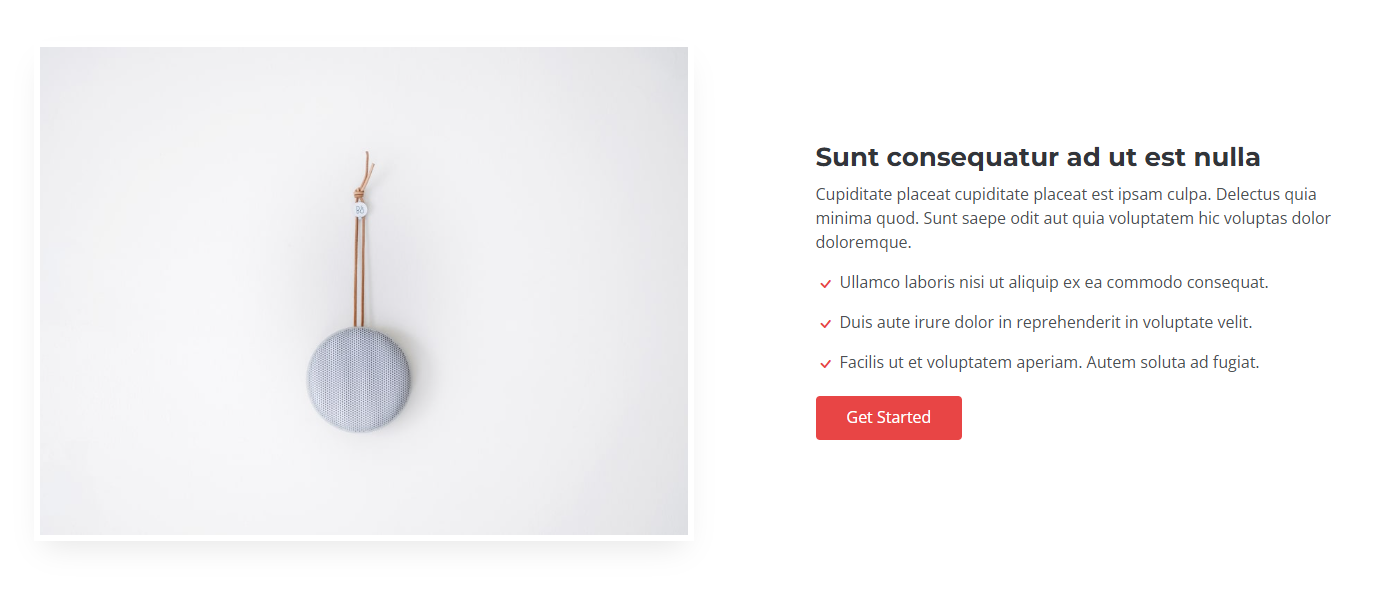 Sunt consequatur ad ut est nulla
Cupiditate placeat cupiditate placeat est ipsam culpa. Delectus quia
minima quod. Sunt saepe odit aut quia voluptatem hic voluptas dolor
doloremque.
Ullamco laboris nisi ut aliquip ex ea commodo consequat.
Duis aute irure dolor in reprehenderit in voluptate velit.
Facilis ut et voluptatem aperiam. Autem soluta ad fugiat.
Get Started